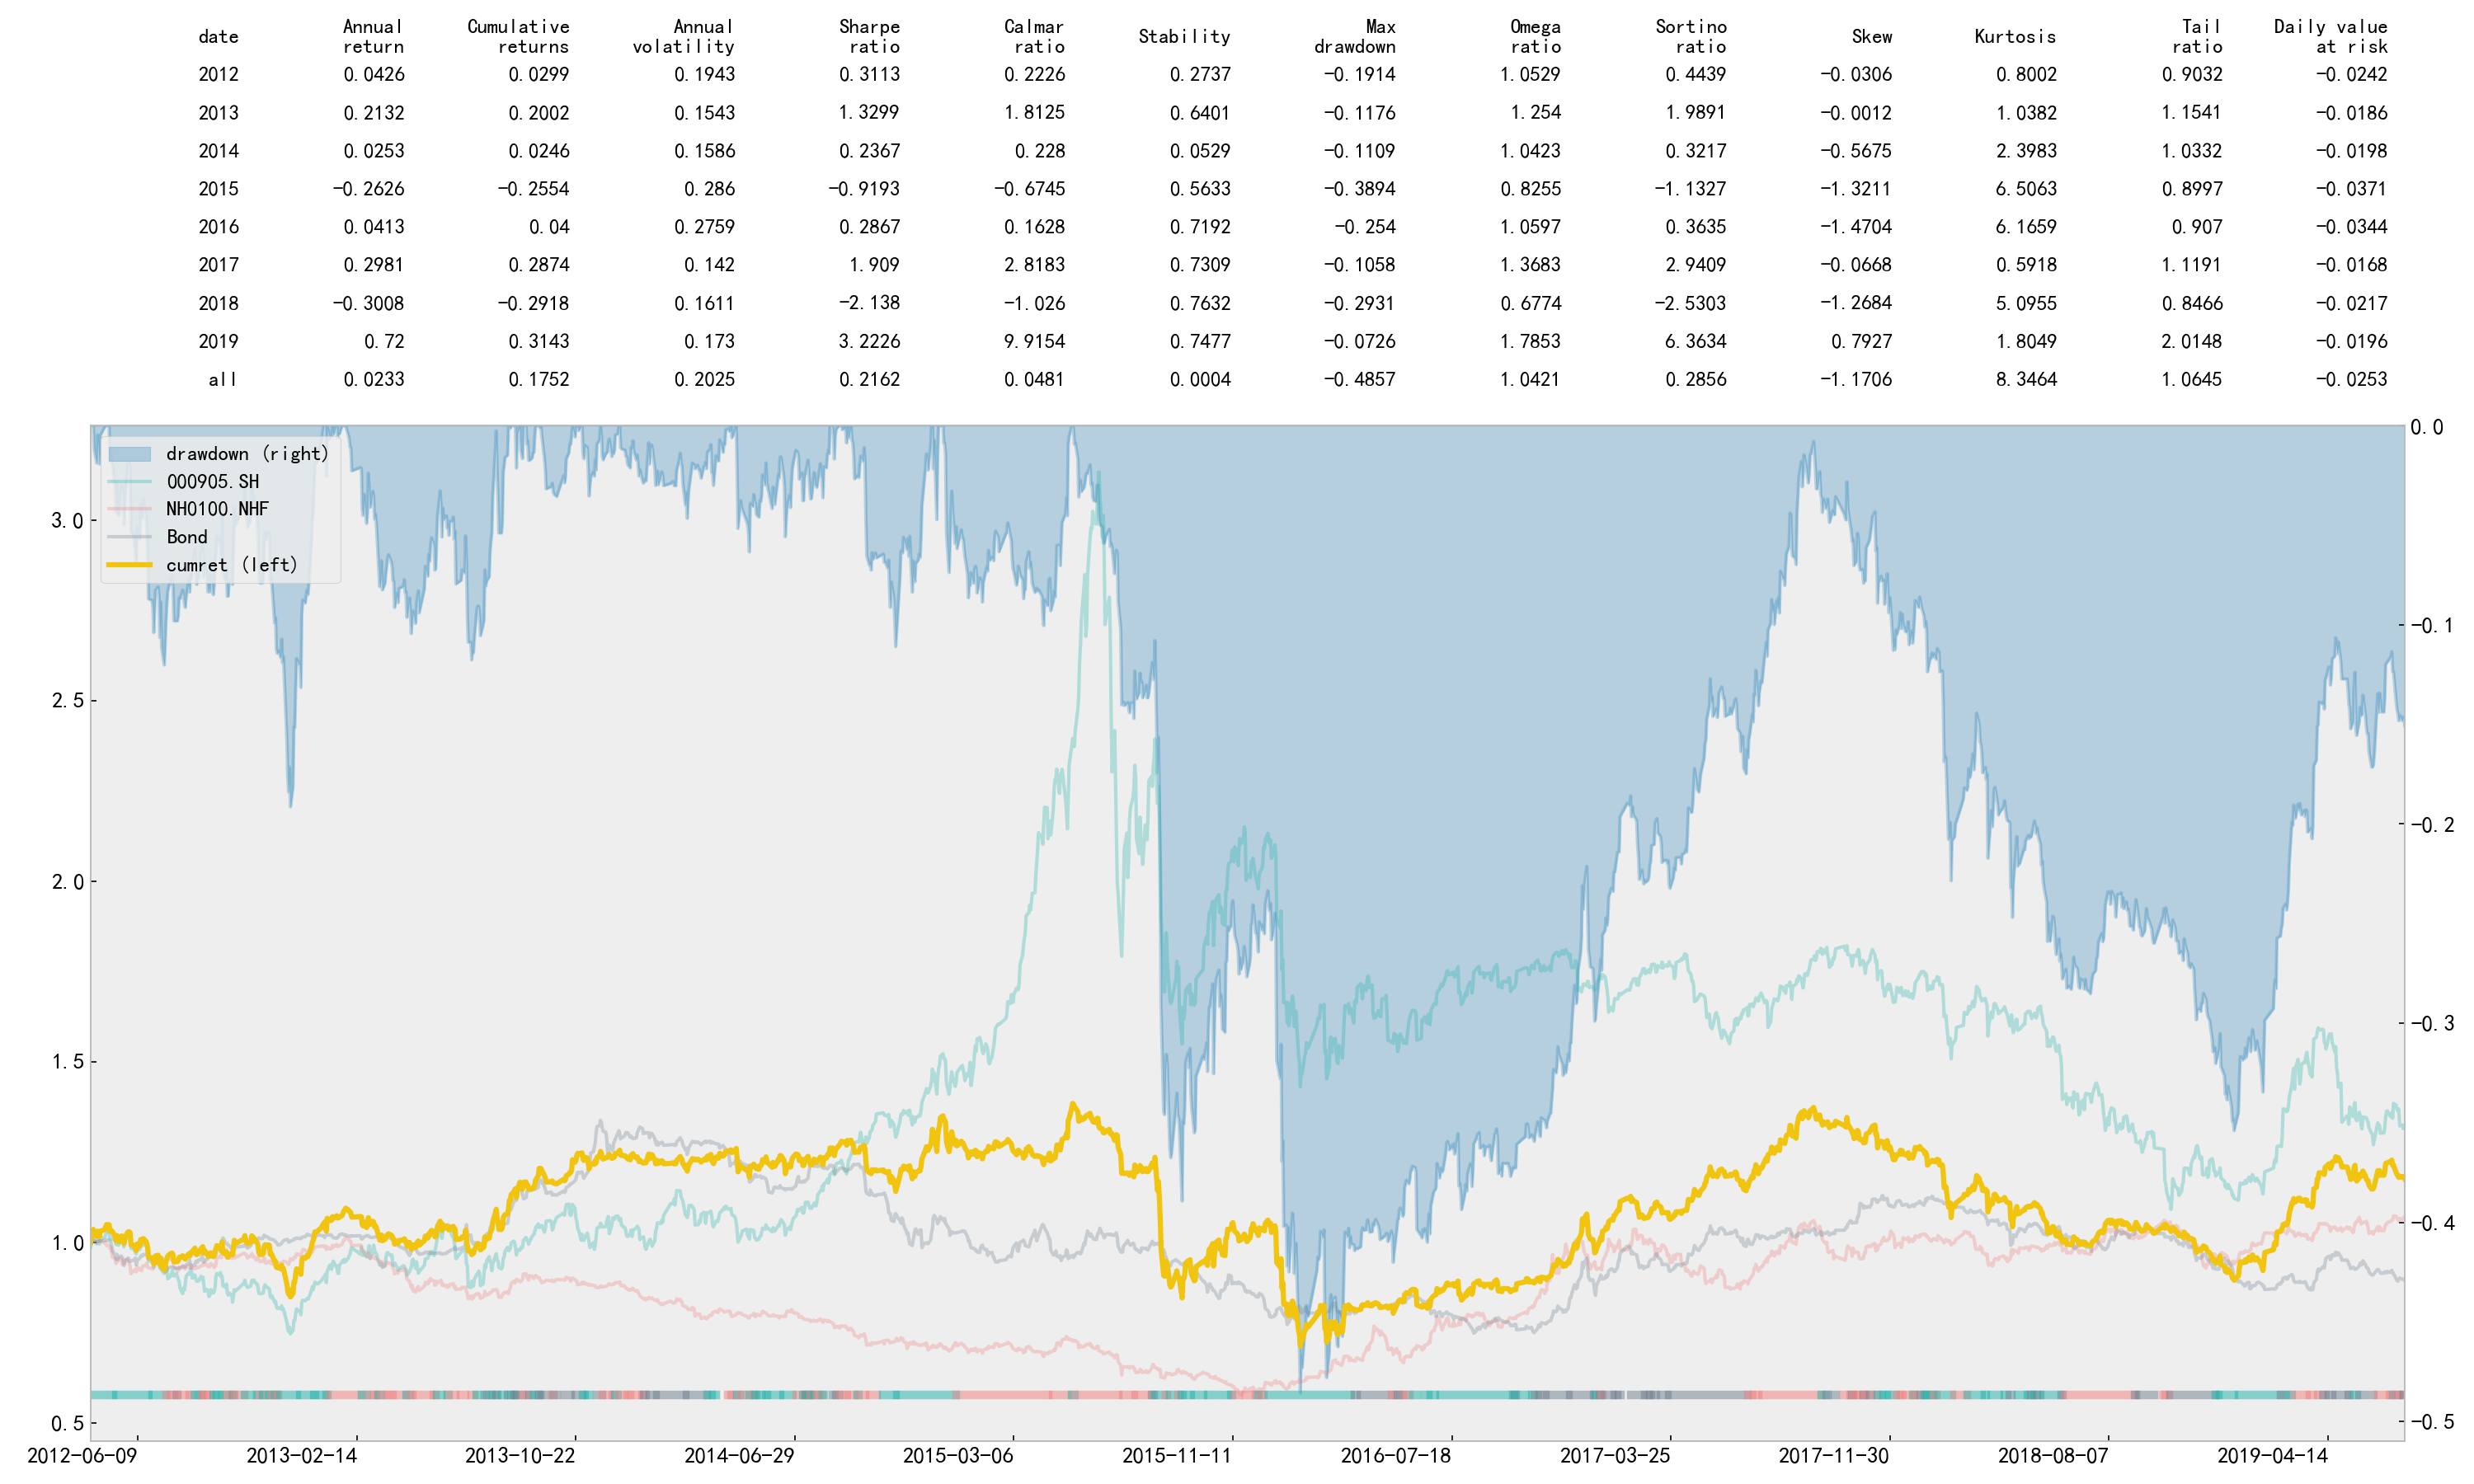 date Annual return Cumulative returns Annual volatility Sharpe ratio Calmar ratio Stability Max drawdown Omega ratio Sortino ratio Skew Kurtosis Tail ratio Daily value at risk
2012 0.0426 0.0299 0.1943 0.3113 0.2226 0.2737 -0.1914 1.0529 0.4439 -0.0306 0.8002 0.9032 -0.0242
2013 0.2132 0.2002 0.1543 1.3299 1.8125 0.6401 -0.1176 1.254 1.9891 -0.0012 1.0382 1.1541 -0.0186
2014 0.0253 0.0246 0.1586 0.2367 0.228 0.0529 -0.1109 1.0423 0.3217 -0.5675 2.3983 1.0332 -0.0198
2015 -0.2626 -0.2554 0.286 -0.9193 -0.6745 0.5633 -0.3894 0.8255 -1.1327 -1.3211 6.5063 0.8997 -0.0371
2016 0.0413 0.04 0.2759 0.2867 0.1628 0.7192 -0.254 1.0597 0.3635 -1.4704 6.1659 0.907 -0.0344
2017 0.2981 0.2874 0.142 1.909 2.8183 0.7309 -0.1058 1.3683 2.9409 -0.0668 0.5918 1.1191 -0.0168
2018 -0.3008 -0.2918 0.1611 -2.138 -1.026 0.7632 -0.2931 0.6774 -2.5303 -1.2684 5.0955 0.8466 -0.0217
2019 0.72 0.3143 0.173 3.2226 9.9154 0.7477 -0.0726 1.7853 6.3634 0.7927 1.8049 2.0148 -0.0196
all 0.0233 0.1752 0.2025 0.2162 0.0481 0.0004 -0.4857 1.0421 0.2856 -1.1706 8.3464 1.0645 -0.0253
drawdown (right)
000905.SH
NH0100.NHF
Bond
cumret (left)
3.0
2.5
2.0
1.5
1.0
0.5
0.0
-0.1
-0.2
-0.3
-0.4
-0.5
2012-06-09 2013-02-14 2013-10-22 2014-06-29 2015-03-06 2015-11-11 2016-07-18 2017-03-25 2017-11-30 2018-08-07 2019-04-14